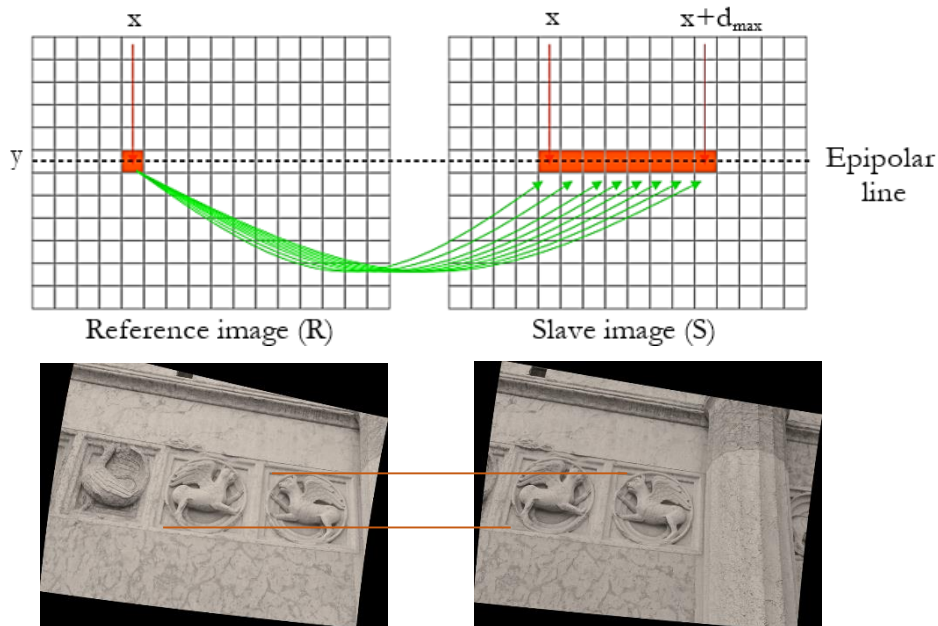 x
x
x+dmax
y
Epipolar
line
Reference image (R)
Slave image (S)